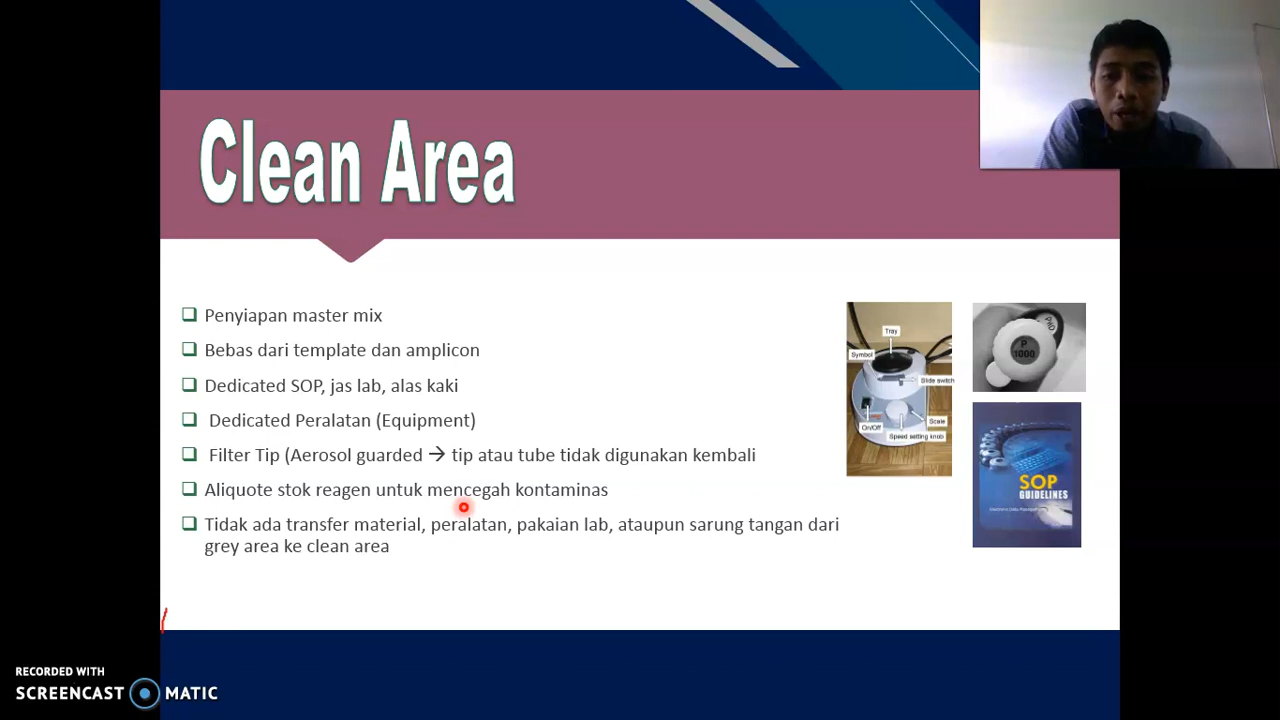 Clean Area
Penyiapan master mix
Bebas dari template dan amplicon
Dedicated SOP, jas lab, alas kaki
Dedicated Peralatan (Equipment)
Filter Tip (Aerosol guarded → tip atau tube tidak digunakan kembali
Aliquote stok reagen untuk mencegah kontaminas
Tidak ada transfer material, peralatan, pakaian lab, ataupun sarung tangan dari
grey area ke clean area
Tray
Symbol
Slide switch
Scale
On/Off
Speed setting knob
P
1000
SOP
GUIDELINES
RECORDED WITH
SCREENCAST MATIC